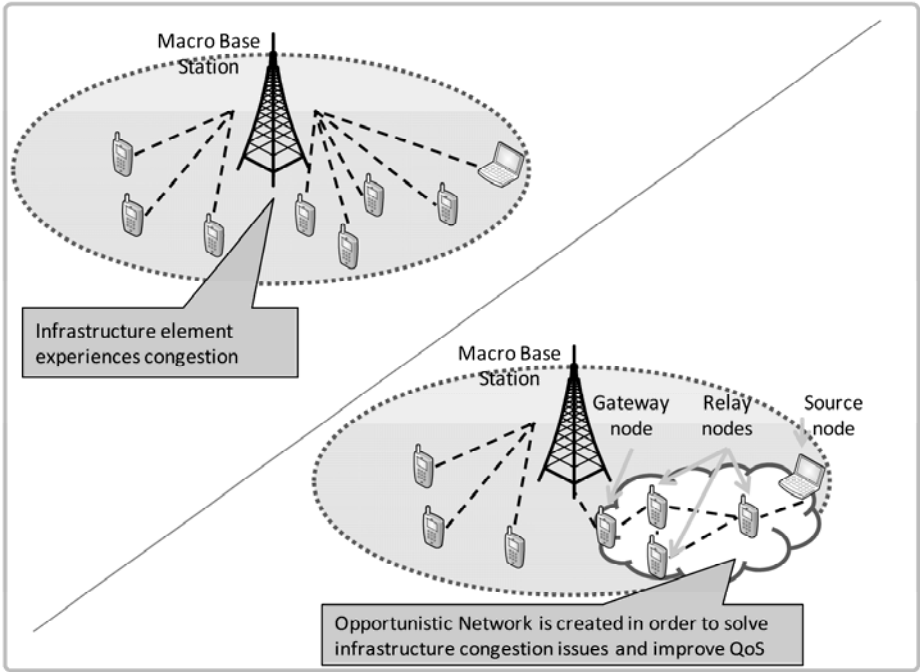 Macro Base
Station
Infrastructure element
experiences congestion
Macro Base
Station
Gateway
node
Relay
nodes
Source
node
Opportunistic Network is created in order to solve
infrastructure congestion issues and improve QoS